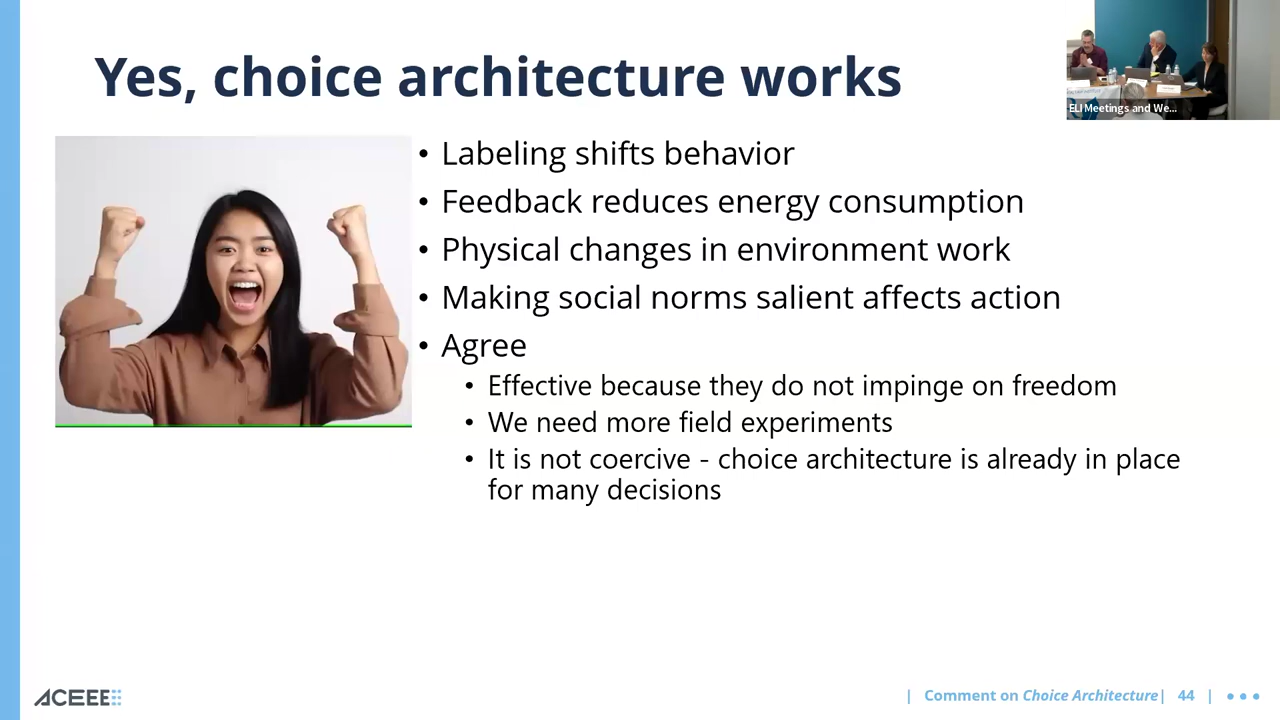 Yes, choice architecture works
ELI Meetings and We...
• Labeling shifts behavior
• Feedback reduces energy consumption
• Physical changes in environment work
• Making social norms salient affects action
• Agree
• Effective because they do not impinge on freedom
• We need more field experiments
• It is not coercive - choice architecture is already in place
for many decisions
ACEEE
| Comment on Choice Architecture| 44 |